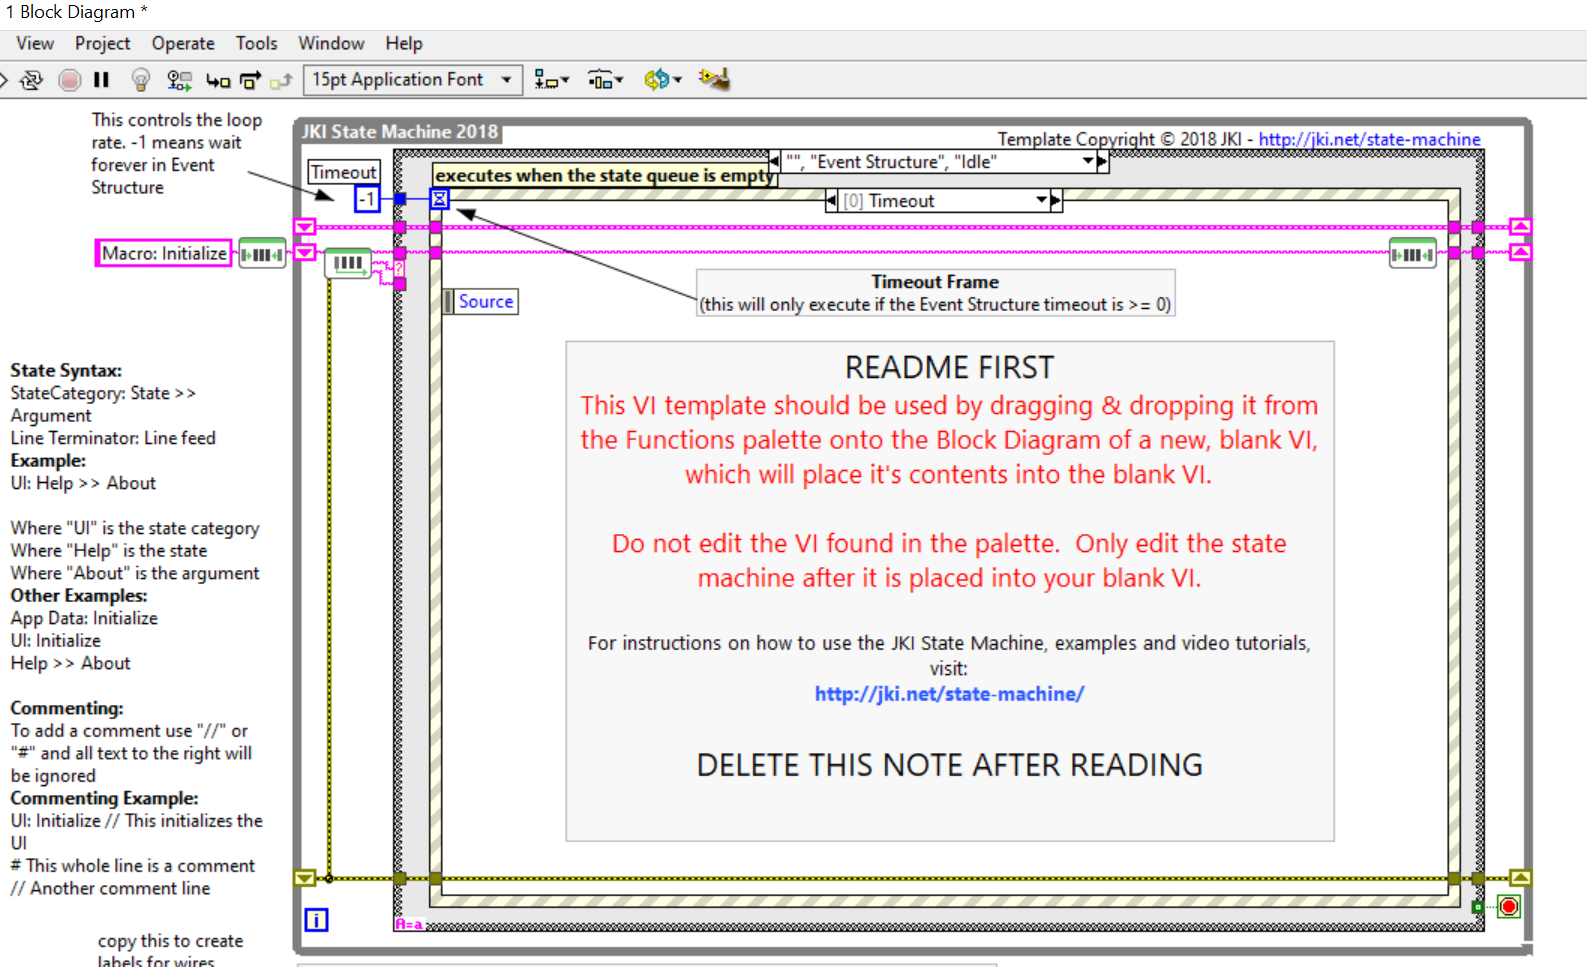 1 Block Diagram *
View Project Operate Tools Window Help
15pt Application Font
This controls the loop
rate. -1 means wait
forever in Event
Structure
JKI State Machine 2018
Template Copyright © 2018 JKI - http://jki.net/state-machine
Timeout
"", "Event Structure", "Idle"
executes when the state queue is empty
-1
[0] Timeout
Macro: Initialize
?
Source
Timeout Frame
(this will only execute if the Event Structure timeout is >= 0)
README FIRST
This VI template should be used by dragging & dropping it from
the Functions palette onto the Block Diagram of a new, blank VI,
which will place it's contents into the blank VI.
Do not edit the VI found in the palette.  Only edit the state
machine after it is placed into your blank VI.
For instructions on how to use the JKI State Machine, examples and video tutorials,
visit:
http://jki.net/state-machine/
DELETE THIS NOTE AFTER READING
State Syntax:
StateCategory: State >>
Argument
Line Terminator: Line feed
Example:
UI: Help >> About
Where "UI" is the state category
Where "Help" is the state
Where "About" is the argument
Other Examples:
App Data: Initialize
UI: Initialize
Help >> About
Commenting:
To add a comment use "//" or
"#" and all text to the right will
be ignored
Commenting Example:
UI: Initialize // This initializes the
UI
# This whole line is a comment
// Another comment line
i
A=a
copy this to create
labels for wires